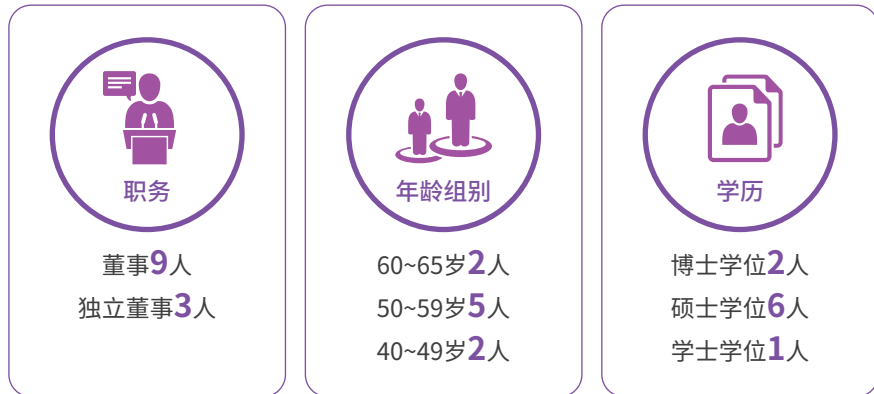 职务
董事9人
独立董事3人
年龄组别
60~65岁2人
50~59岁5人
40~49岁2人
学历
博士学位2人
硕士学位6人
学士学位1人